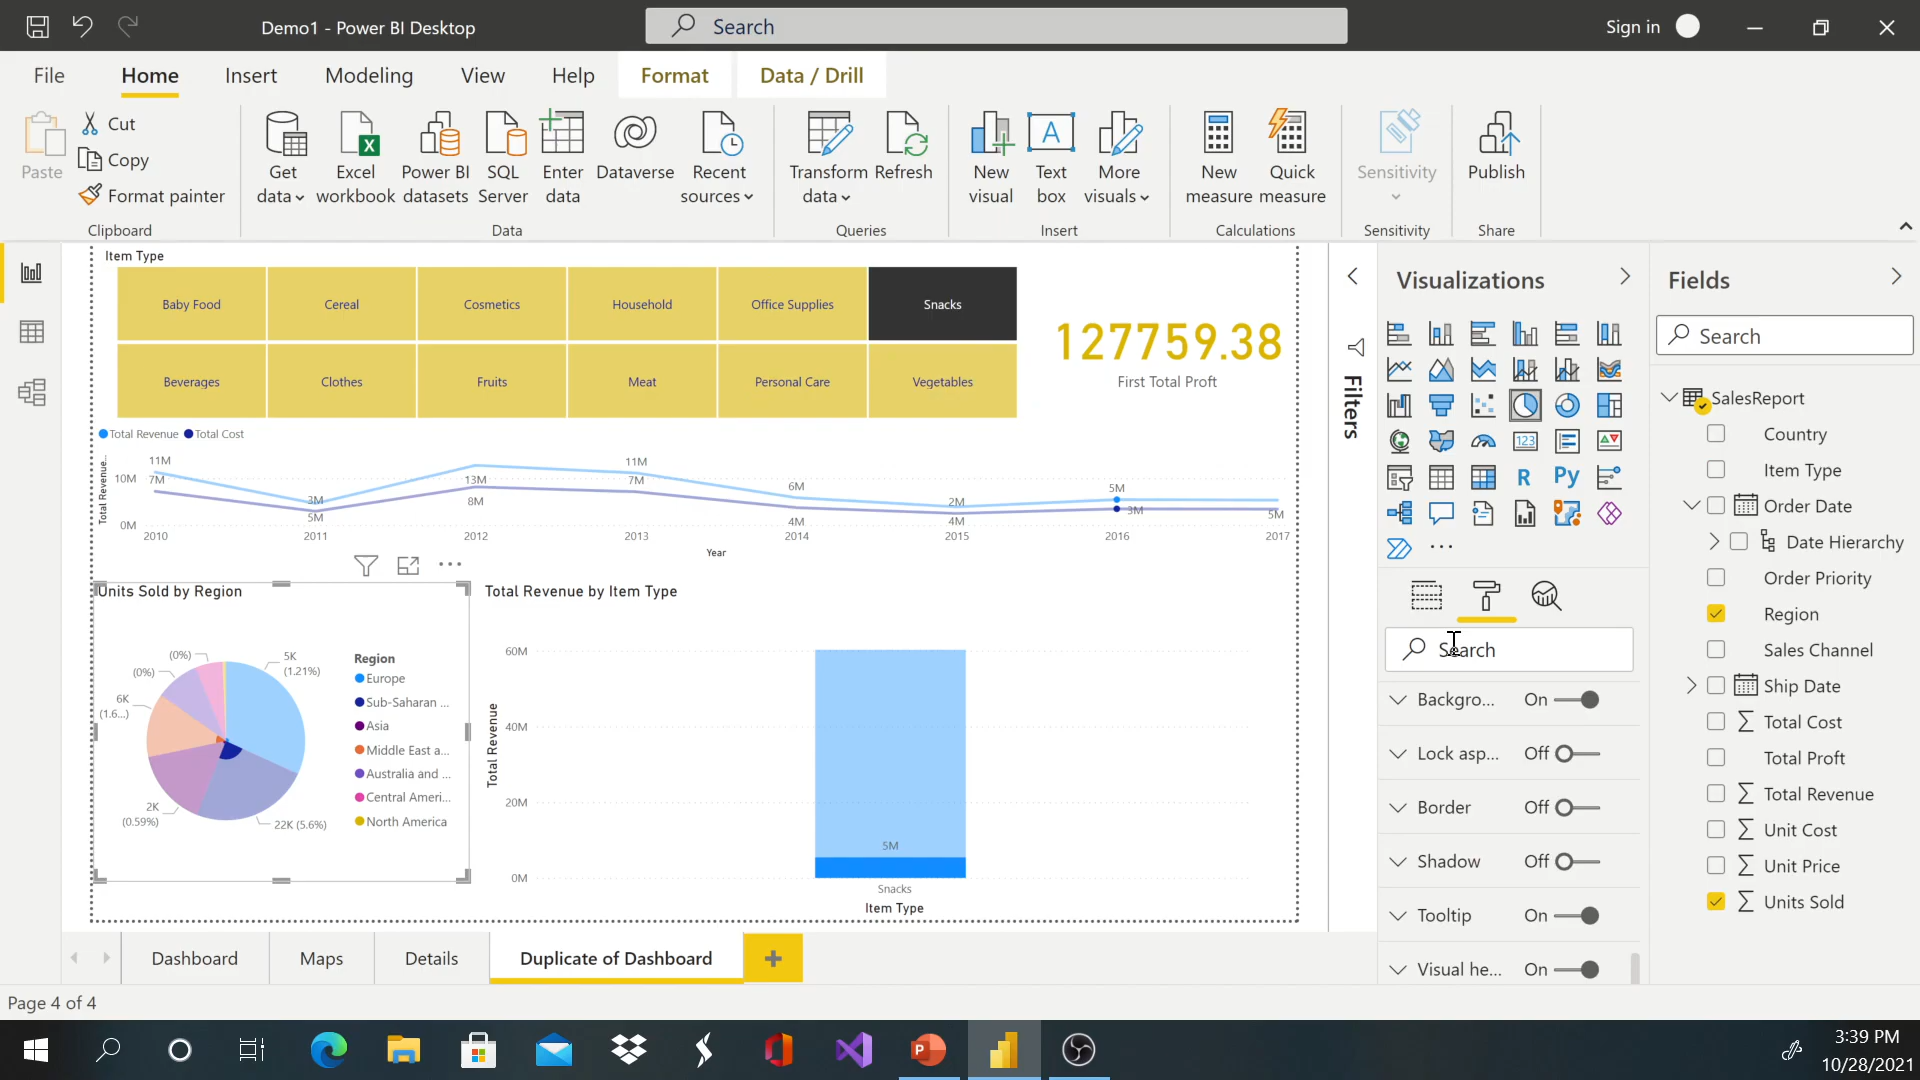 Demo1 - Power BI Desktop
Search
Sign in
File
Home
Insert
Modeling
View
Help
Format
Data / Drill
Paste
Cut
Copy
Format painter
Clipboard
Get data
Excel workbook
Power BI datasets
SQL Server
Enter data
Dataverse
Recent sources
Data
Transform data
Refresh
Queries
New visual
Text box
More visuals
Insert
New measure
Quick measure
Calculations
Sensitivity
Sensitivity
Publish
Share
Item Type
Baby Food
Cereal
Cosmetics
Household
Office Supplies
Snacks
Beverages
Clothes
Fruits
Meat
Personal Care
Vegetables
127759.38
First Total Proft
Total Revenue
Total Cost
Total Revenue...
10M
0M
11M
7M
3M
5M
13M
8M
11M
7M
6M
4M
2M
4M
5M
3M
5M
2010
2011
2012
2013
2014
2015
2016
2017
Year
Units Sold by Region
(0%)
(0%)
6K
(1.6...)
2K
(0.59%)
5K
(1.21%)
22K (5.6%)
Region
Europe
Sub-Saharan ...
Asia
Middle East a...
Australia and ...
Central Ameri...
North America
Total Revenue by Item Type
Total Revenue
60M
40M
20M
0M
5M
Snacks
Item Type
Filters
Visualizations
123
R
Py
Search
Backgro...
On
Lock asp...
Off
Border
Off
Shadow
Off
Tooltip
On
Visual he...
On
Fields
Search
SalesReport
Country
Item Type
Order Date
Date Hierarchy
Order Priority
Region
Sales Channel
Ship Date
Total Cost
Total Proft
Total Revenue
Unit Cost
Unit Price
Units Sold
Dashboard
Maps
Details
Duplicate of Dashboard
Page 4 of 4
3:39 PM
10/28/2021